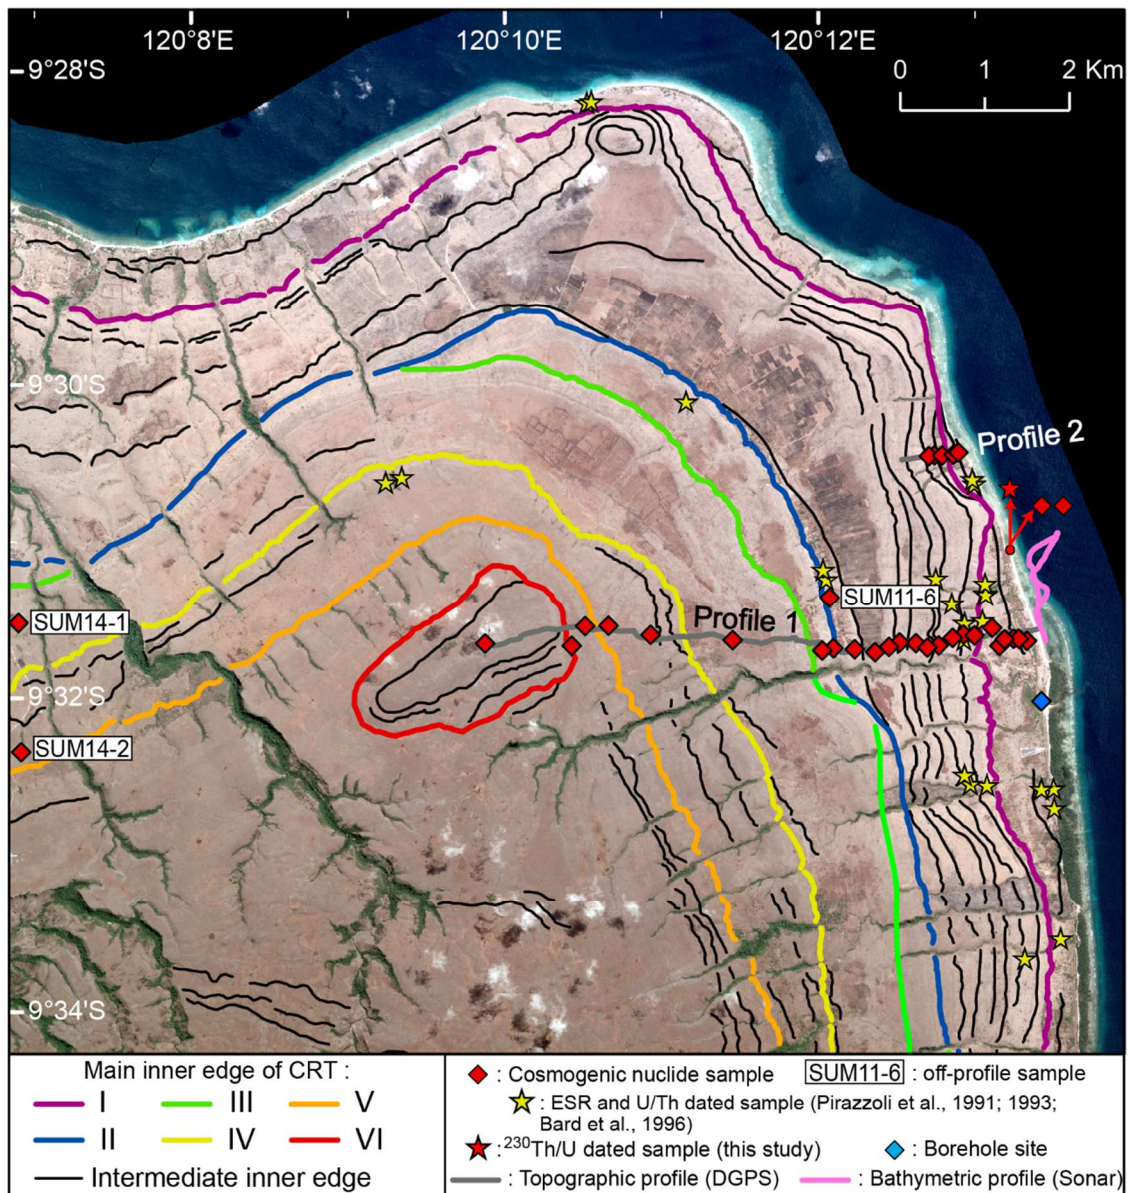 120°8'E 120°10'E 120°12'E
9°28'S
0 1 2 Km
9°30'S
Profile 2
SUM11-6
SUM14-1
Profile 1
9°32'S
SUM14-2
9°34'S
Main inner edge of CRT :
I III V
II IV VI
Intermediate inner edge
: Cosmogenic nuclide sample
SUM11-6 : off-profile sample
: ESR and U/Th dated sample (Pirazzoli et al., 1991; 1993;
Bard et al., 1996)
: ²³⁰Th/U dated sample (this study)
: Borehole site
: Topographic profile (DGPS)
: Bathymetric profile (Sonar)